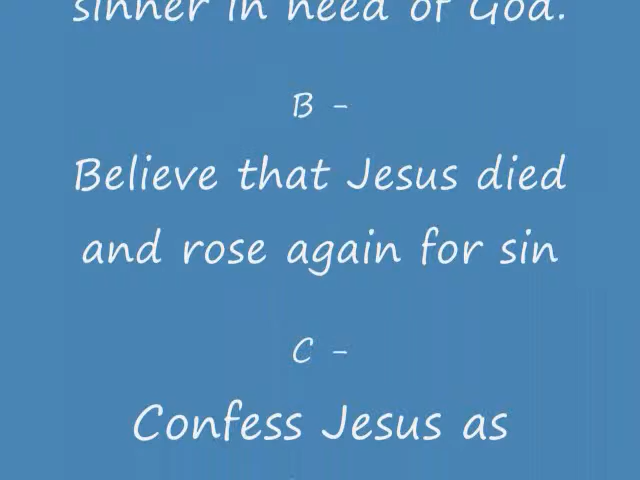 sinner in need of God.
B -
Believe that Jesus died
and rose again for sin
C -
Confess Jesus as